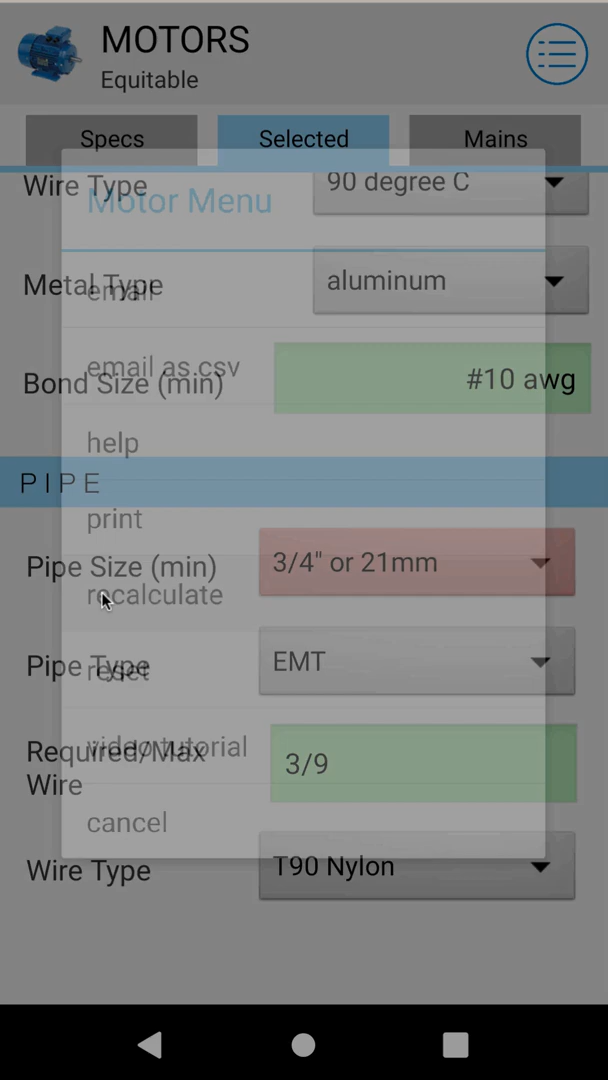 MOTORS
Equitable
Specs
Selected
Mains
Wire Type
90 degree C
Motor Menu
Metal Type
aluminum
email
email as csv
Bond Size (min)
#10 awg
help
PIPE
print
Pipe Size (min)
3/4" or 21mm
recalculate
Pipe Type
EMT
reset
Required/Max
Wire
3/9
video tutorial
cancel
Wire Type
T90 Nylon